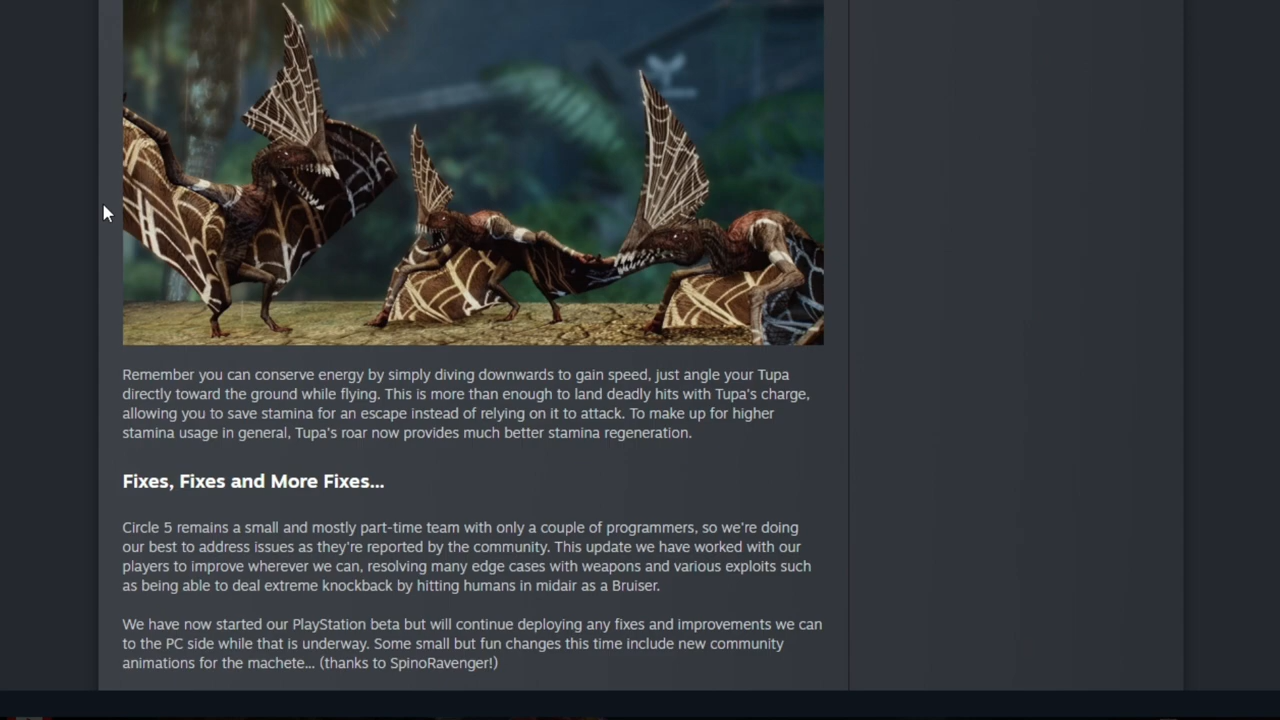 Remember you can conserve energy by simply diving downwards to gain speed, just angle your Tupa
directly toward the ground while flying. This is more than enough to land deadly hits with Tupa's charge,
allowing you to save stamina for an escape instead of relying on it to attack. To make up for higher
stamina usage in general, Tupa's roar now provides much better stamina regeneration.
Fixes, Fixes and More Fixes...
Circle 5 remains a small and mostly part-time team with only a couple of programmers, so we're doing
our best to address issues as they're reported by the community. This update we have worked with our
players to improve wherever we can, resolving many edge cases with weapons and various exploits such
as being able to deal extreme knockback by hitting humans in midair as a Bruiser.
We have now started our PlayStation beta but will continue deploying any fixes and improvements we can
to the PC side while that is underway. Some small but fun changes this time include new community
animations for the machete... (thanks to SpinoRavenger!)